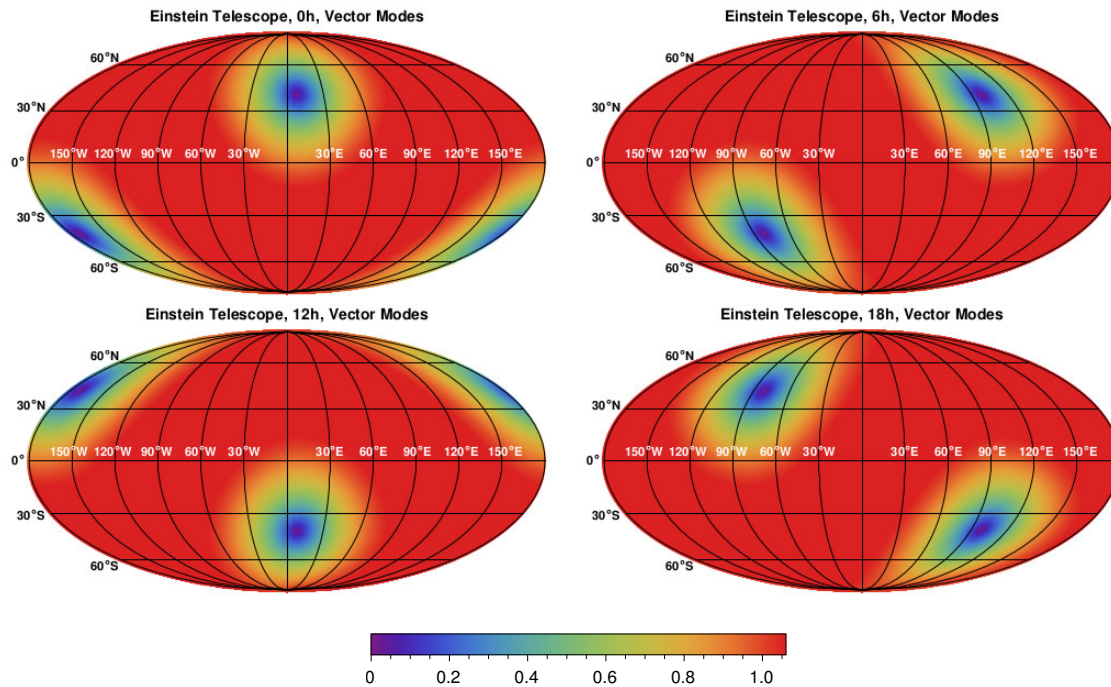 Einstein Telescope, 0h, Vector Modes
60°N
30°N
0°
150°W 120°W 90°W 60°W 30°W 30°E 60°E 90°E 120°E 150°E
30°S
60°S
Einstein Telescope, 6h, Vector Modes
60°N
30°N
0°
150°W 120°W 90°W 60°W 30°W 30°E 60°E 90°E 120°E 150°E
30°S
60°S
Einstein Telescope, 12h, Vector Modes
60°N
30°N
0°
150°W 120°W 90°W 60°W 30°W 30°E 60°E 90°E 120°E 150°E
30°S
60°S
Einstein Telescope, 18h, Vector Modes
60°N
30°N
0°
150°W 120°W 90°W 60°W 30°W 30°E 60°E 90°E 120°E 150°E
30°S
60°S
0 0.2 0.4 0.6 0.8 1.0